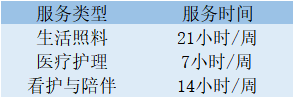 服务类型 服务时间
生活照料 21小时/周
医疗护理 7小时/周
看护与陪伴 14小时/周